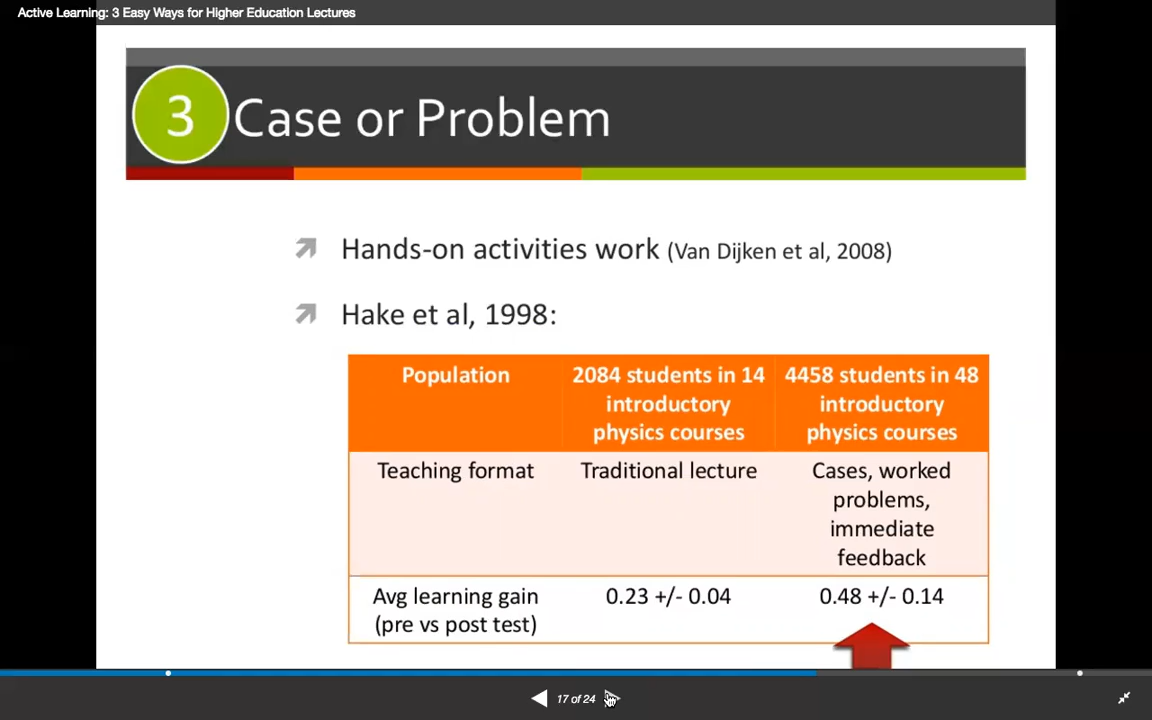 Active Learning: 3 Easy Ways for Higher Education Lectures
3 Case or Problem
Hands-on activities work (Van Dijken et al, 2008)
Hake et al, 1998:
Population
2084 students in 14
introductory
physics courses
4458 students in 48
introductory
physics courses
Teaching format
Traditional lecture
Cases, worked
problems,
immediate
feedback
Avg learning gain
(pre vs post test)
0.23 +/- 0.04
0.48 +/- 0.14
17 of 24